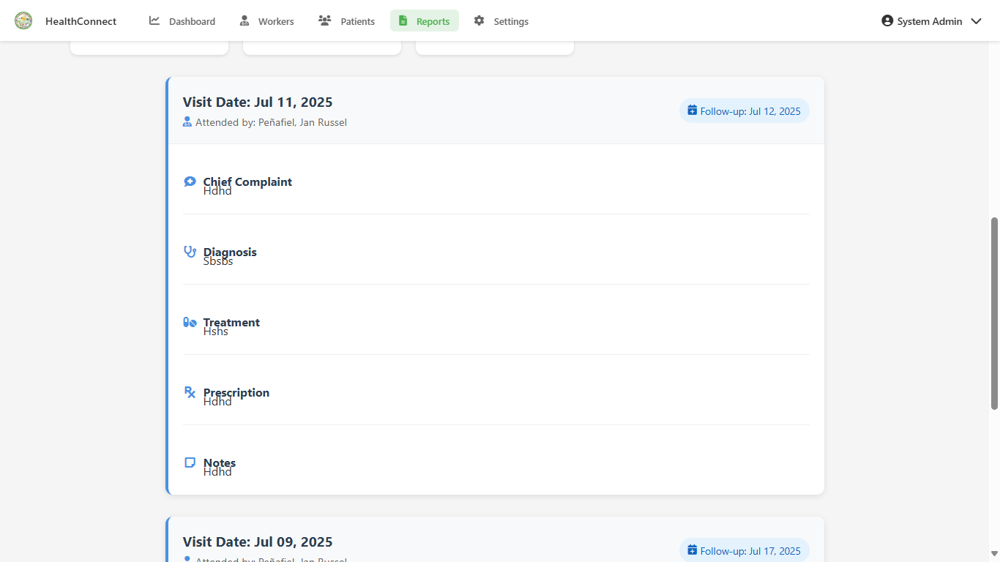 HealthConnect Dashboard Workers Patients Reports Settings System Admin
Visit Date: Jul 11, 2025
Attended by: Peñafiel, Jan Russel
Follow-up: Jul 12, 2025
Chief Complaint
Hdhd
Diagnosis
Sbsbs
Treatment
Hshs
Prescription
Hdhd
Notes
Hdhd
Visit Date: Jul 09, 2025
Follow-up: Jul 17, 2025
Attended by: Peñafiel, Jan Russel